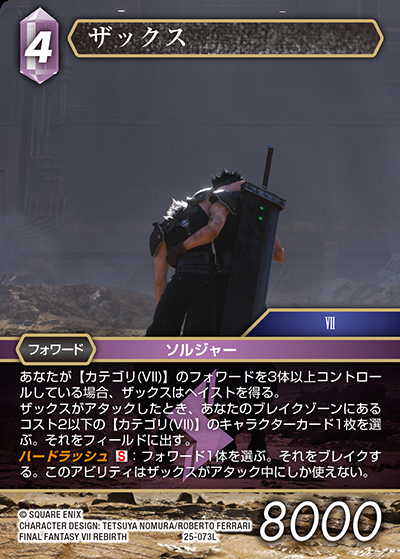 4
ザックス
VII
フォワード
ソルジャー
あなたが【カテゴリ(VII)】のフォワードを3体以上コントロー
ルしている場合、ザックスはヘイストを得る。
ザックスがアタックしたとき、あなたのブレイクゾーンにある
コスト2以下の【カテゴリ(VII)】のキャラクターカード1枚を選
ぶ。それをフィールドに出す。
ハードラッシュ S：フォワード1体を選ぶ。それをブレイクす
る。このアビリティはザックスがアタック中にしか使えない。
© SQUARE ENIX
CHARACTER DESIGN: TETSUYA NOMURA/ROBERTO FERRARI
FINAL FANTASY VII REBIRTH
25-073L
8000